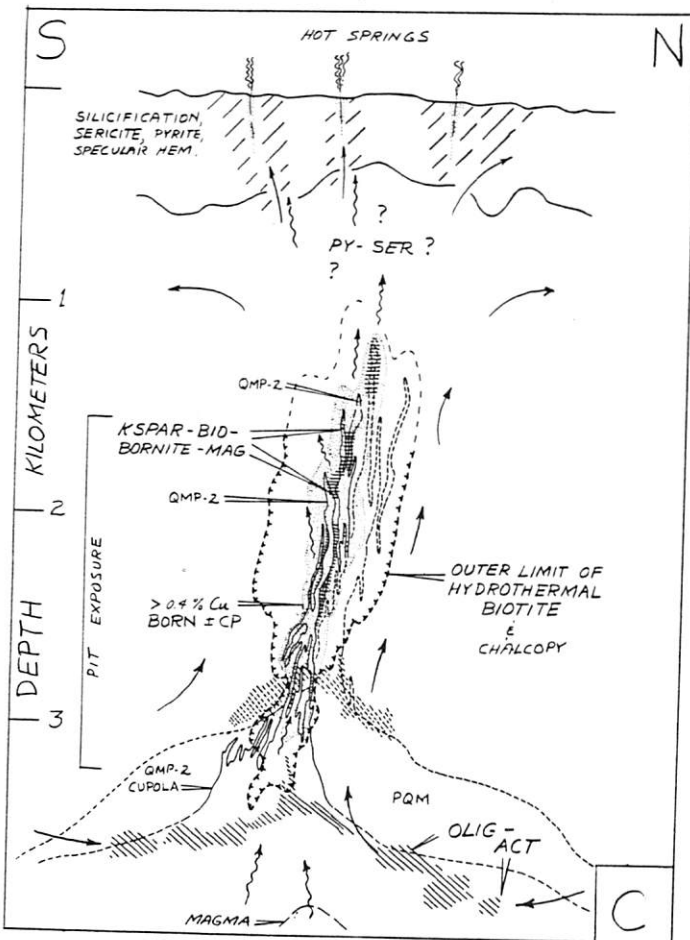 S
HOT SPRINGS
N
SILICIFICATION,
SERICITE, PYRITE,
SPECULAR HEM.
?
PY-SER ?
?
1
QMP-2
KSPAR-BIO-
BORNITE-MAG
QMP-2
2
KILOMETERS
DEPTH
PIT EXPOSURE
OUTER LIMIT OF
HYDROTHERMAL
BIOTITE
&
CHALCOPY
>0.4% Cu
BORN ± CP
3
QMP-2
CUPOLA
PQM
OLIG-
ACT
MAGMA
C